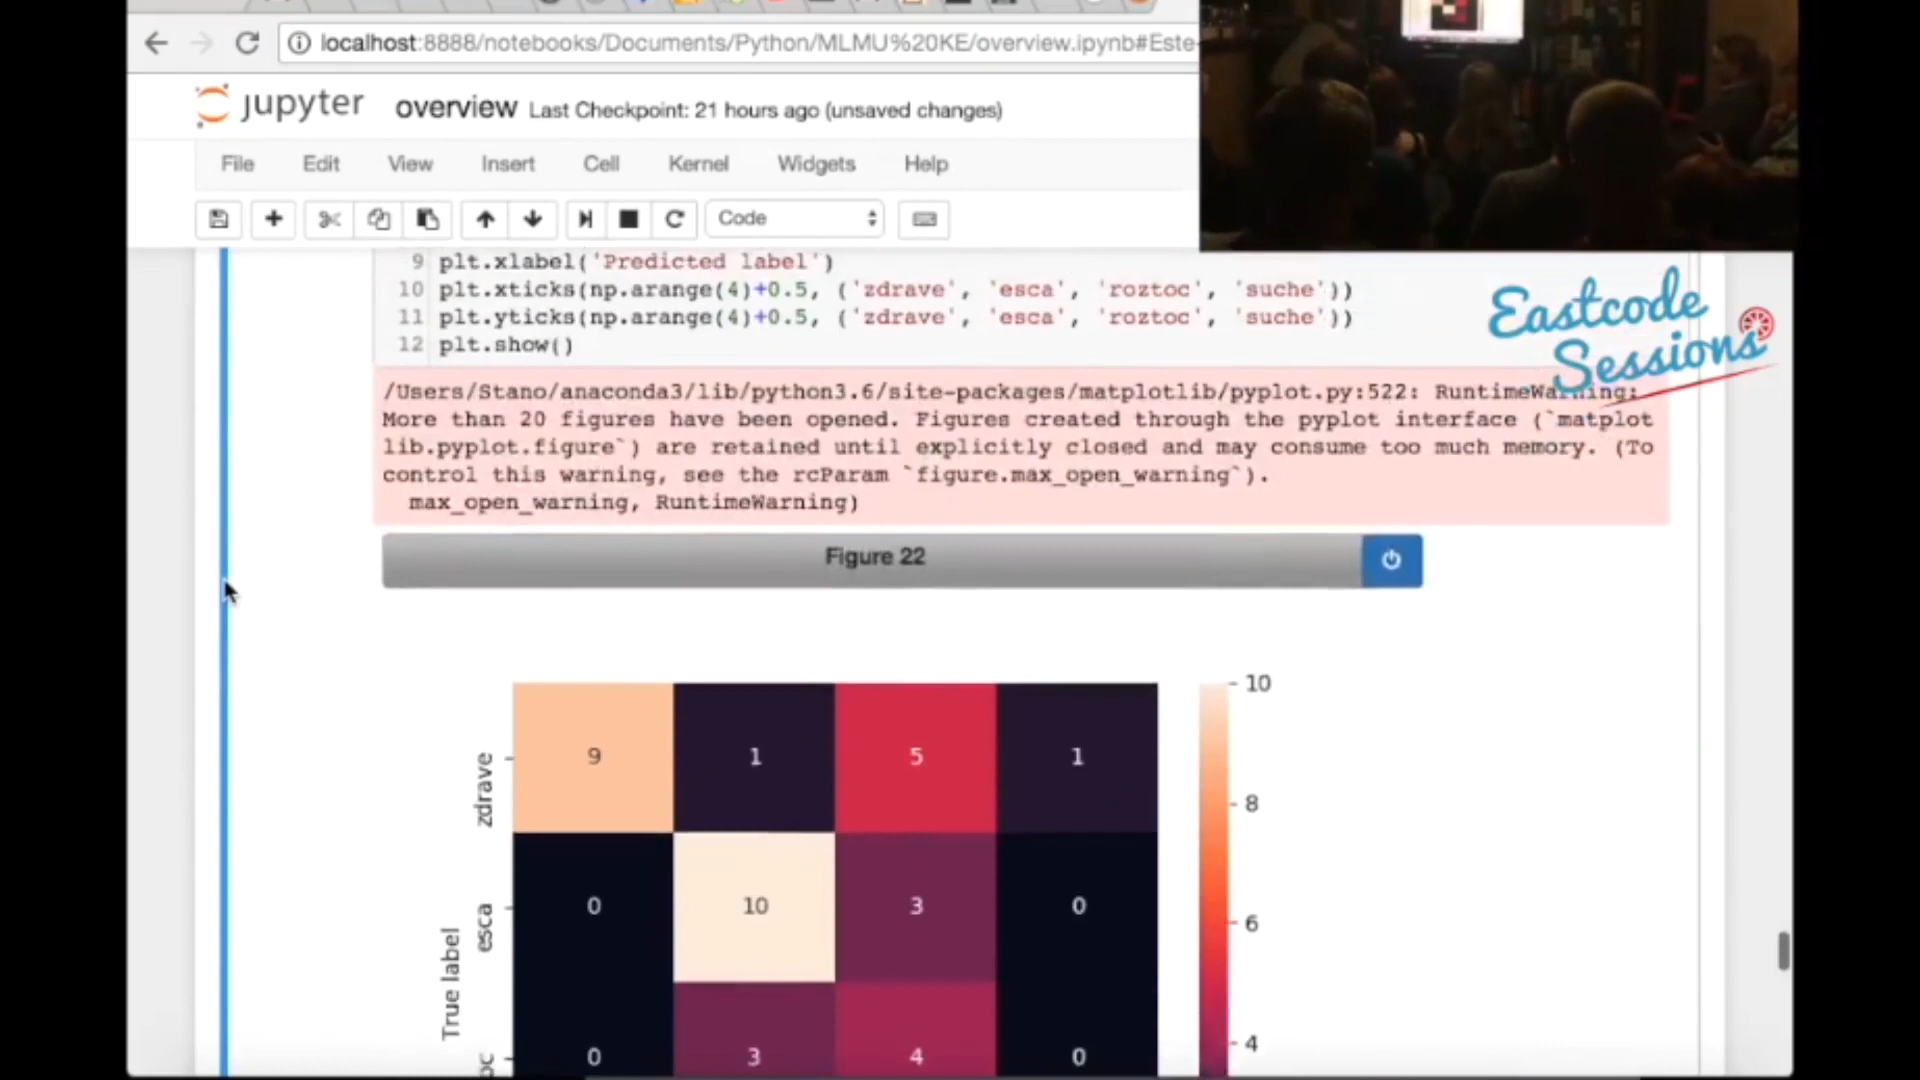 localhost:8888/notebooks/Documents/Python/MLMU%20KE/overview.ipynb#Este-
jupyter overview Last Checkpoint: 21 hours ago (unsaved changes)
File Edit View Insert Cell Kernel Widgets Help
Code
9 plt.xlabel('Predicted label')
10 plt.xticks(np.arange(4)+0.5, ('zdrave', 'esca', 'roztoc', 'suche'))
11 plt.yticks(np.arange(4)+0.5, ('zdrave', 'esca', 'roztoc', 'suche'))
12 plt.show()
Eastcode
Sessions
/Users/Stano/anaconda3/lib/python3.6/site-packages/matplotlib/pyplot.py:522: RuntimeWarning:
More than 20 figures have been opened. Figures created through the pyplot interface (`matplot
lib.pyplot.figure`) are retained until explicitly closed and may consume too much memory. (To
control this warning, see the rcParam `figure.max_open_warning`).
max_open_warning, RuntimeWarning)
Figure 22
10
zdrave 9 1 5 1
8
esca 0 10 3 0
6
True label
0 3 4 0
4